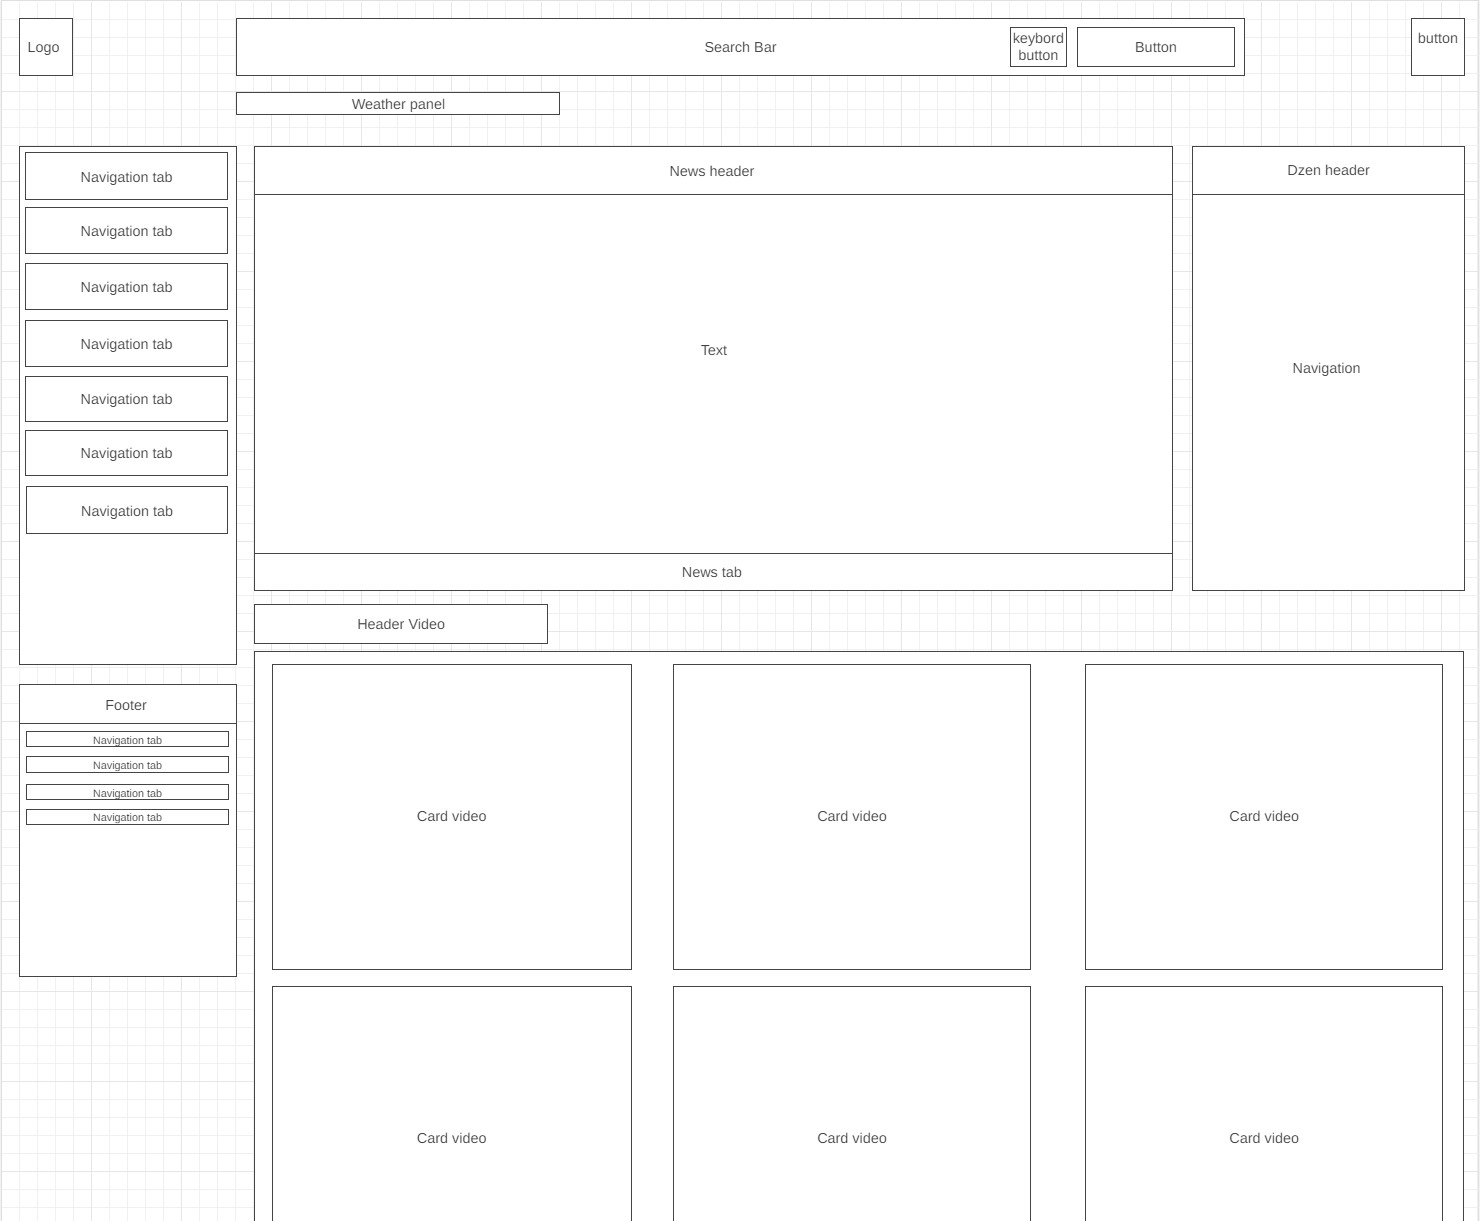 Logo
Search Bar
keybord
button
Button
button
Weather panel
Navigation tab
Navigation tab
Navigation tab
Navigation tab
Navigation tab
Navigation tab
Navigation tab
News header
Text
News tab
Dzen header
Navigation
Header Video
Footer
Navigation tab
Navigation tab
Navigation tab
Navigation tab
Card video
Card video
Card video
Card video
Card video
Card video